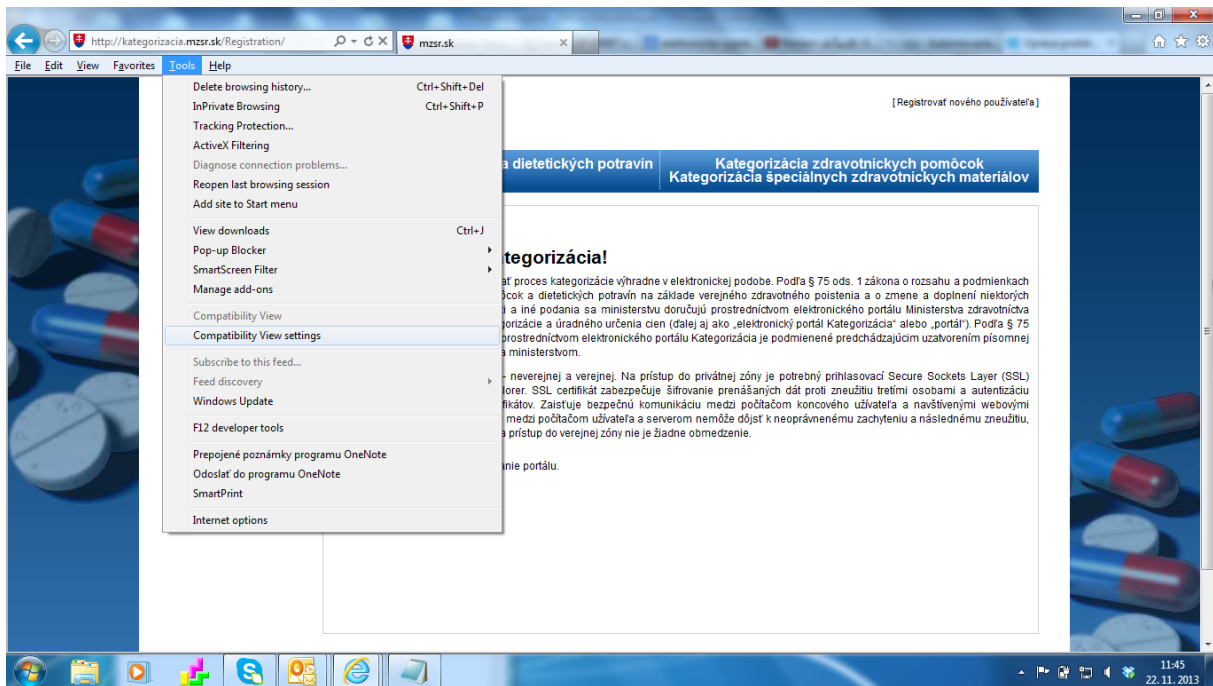 http://kategorizacia.mzsr.sk/Registration/
mzsr.sk
File Edit View Favorites Tools Help
Delete browsing history... Ctrl+Shift+Del
InPrivate Browsing Ctrl+Shift+P
Tracking Protection...
ActiveX Filtering
Diagnose connection problems...
Reopen last browsing session
Add site to Start menu
View downloads Ctrl+J
Pop-up Blocker
SmartScreen Filter
Manage add-ons
Compatibility View
Compatibility View settings
Subscribe to this feed...
Feed discovery
Windows Update
F12 developer tools
Prepojené poznámky programu OneNote
Odoslať do programu OneNote
SmartPrint
Internet options
[ Registrovať nového používateľa ]
a dietetických potravín
Kategorizácia zdravotníckych pomôcok
Kategorizácia špeciálnych zdravotníckych materiálov
tegorizácia!
ať proces kategorizácie výhradne v elektronickej podobe. Podľa § 75 ods. 1 zákona o rozsahu a podmienkach
ôcok a dietetických potravín na základe verejného zdravotného poistenia a o zmene a doplnení niektorých
i a iné podania sa ministerstvu doručujú prostredníctvom elektronického portálu Ministerstva zdravotníctva
gorizácie a úradného určenia cien (ďalej aj ako „elektronický portál Kategorizácia“ alebo „portál“). Podľa § 75
prostredníctvom elektronického portálu Kategorizácia je podmienené predchádzajúcim uzatvorením písomnej
a ministerstvom.
- neverejnej a verejnej. Na prístup do privátnej zóny je potrebný prihlasovací Secure Sockets Layer (SSL)
lorer. SSL certifikát zabezpečuje šifrovanie prenášaných dát proti zneužitiu tretími osobami a autentizáciu
ifikátov. Zaisťuje bezpečnú komunikáciu medzi počítačom koncového užívateľa a navštívenými webovými
medzi počítačom užívateľa a serverom nemôže dôjsť k neoprávnenému zachyteniu a následnému zneužitiu,
a prístup do verejnej zóny nie je žiadne obmedzenie.
nie portálu.
11:45
22. 11. 2013